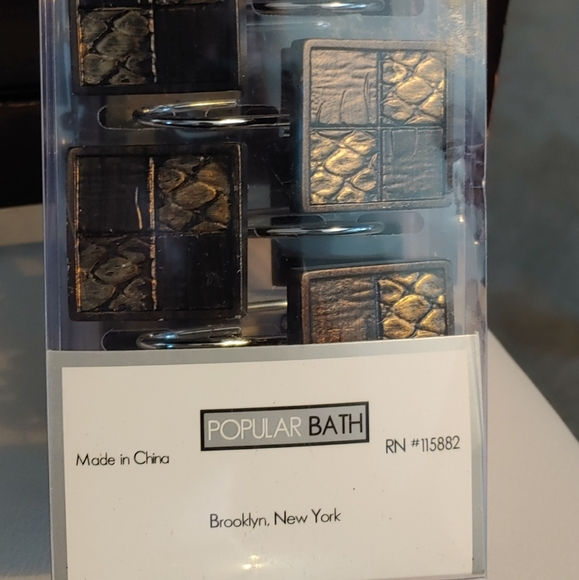 POPULAR BATH
Made in China
RN #115882
Brooklyn, New York